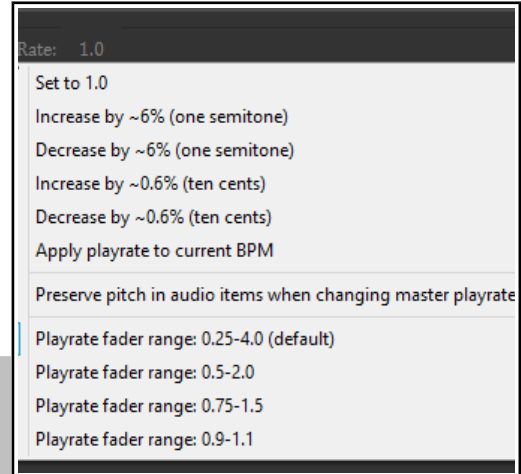 Rate: 1.0
Set to 1.0
Increase by ~6% (one semitone)
Decrease by ~6% (one semitone)
Increase by ~0.6% (ten cents)
Decrease by ~0.6% (ten cents)
Apply playrate to current BPM
Preserve pitch in audio items when changing master playrate
Playrate fader range: 0.25-4.0 (default)
Playrate fader range: 0.5-2.0
Playrate fader range: 0.75-1.5
Playrate fader range: 0.9-1.1